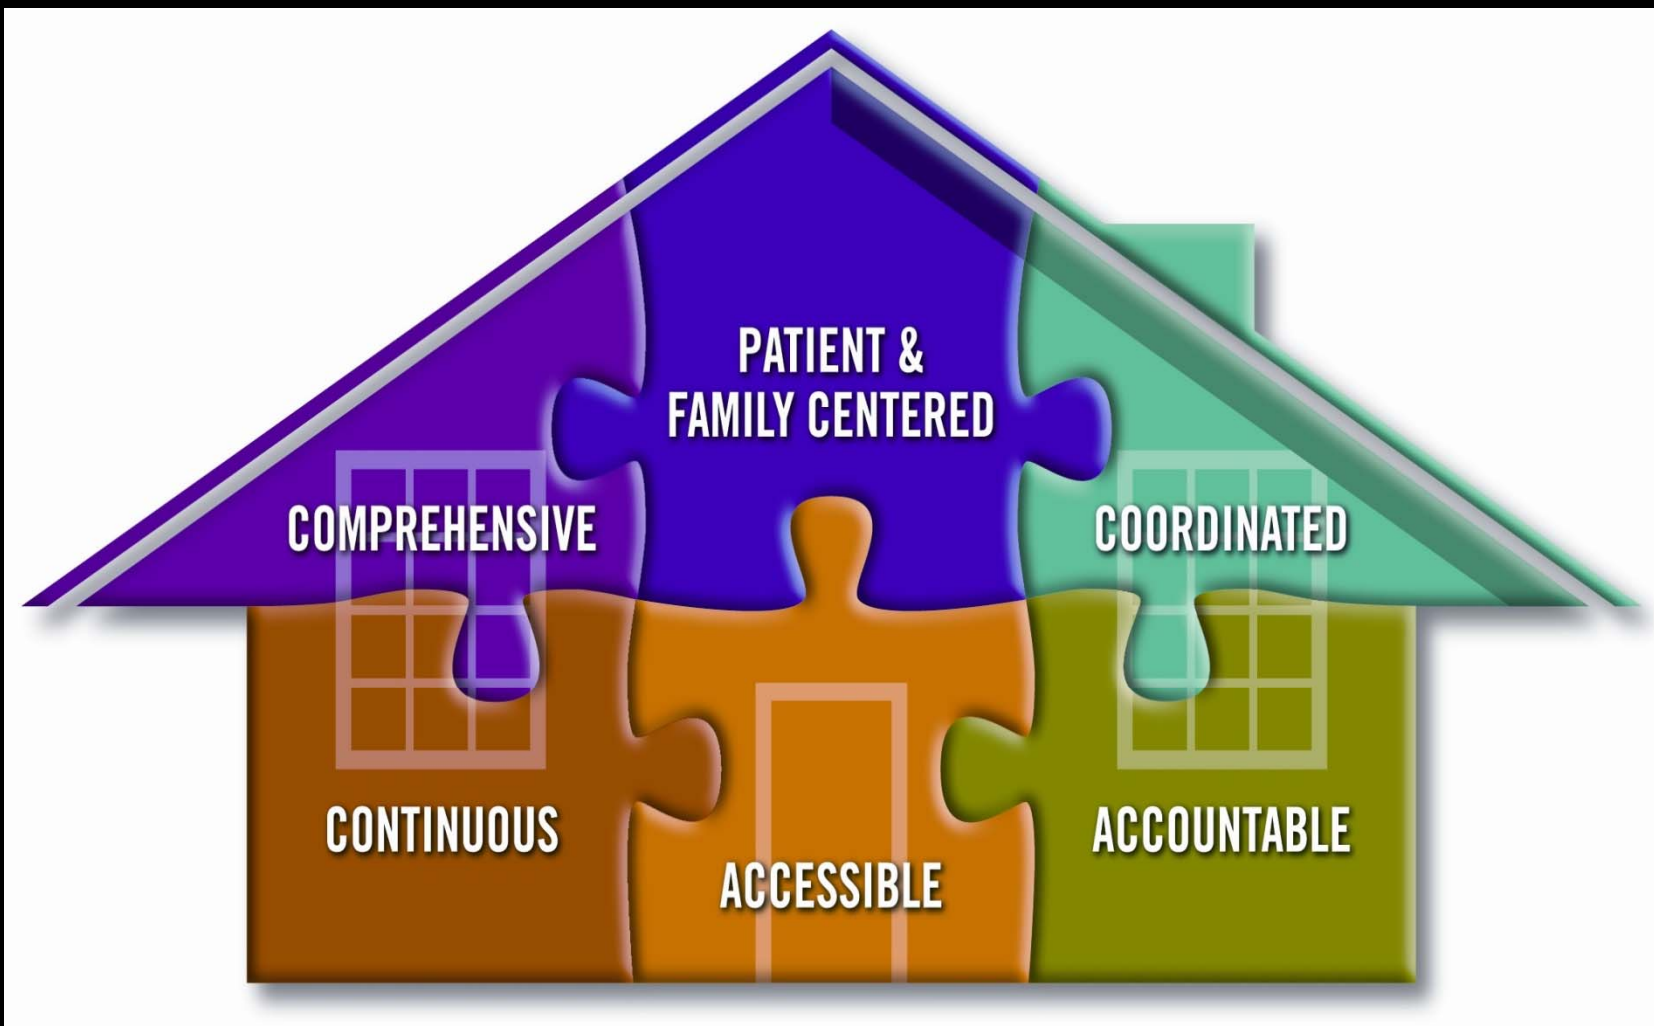 PATIENT &
FAMILY CENTERED
COMPREHENSIVE
COORDINATED
CONTINUOUS
ACCESSIBLE
ACCOUNTABLE